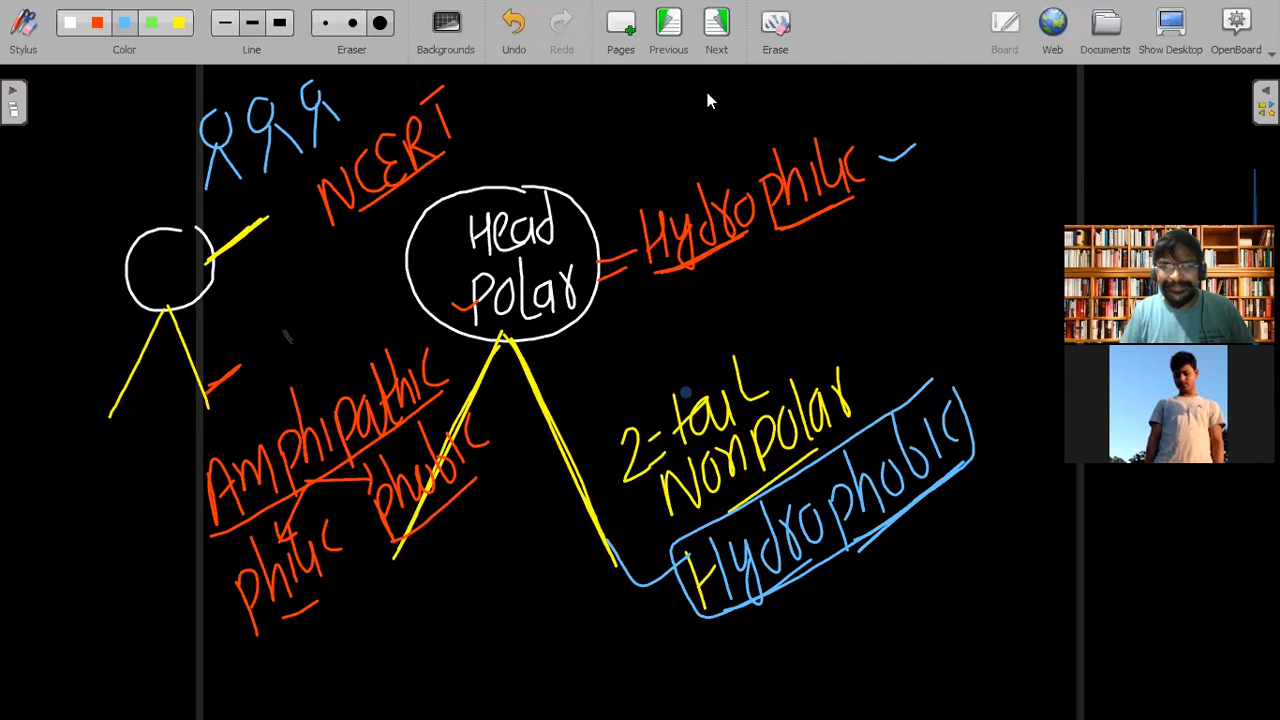 Stylus
Color
Line
Eraser
Backgrounds
Undo
Redo
Pages
Previous
Next
Erase
Board
Web
Documents
Show Desktop
OpenBoard
NCERT
Head
Polar
Hydrophilic
2=tail
Nonpolar
Hydrophobic
Amphipathic
phobic
philic